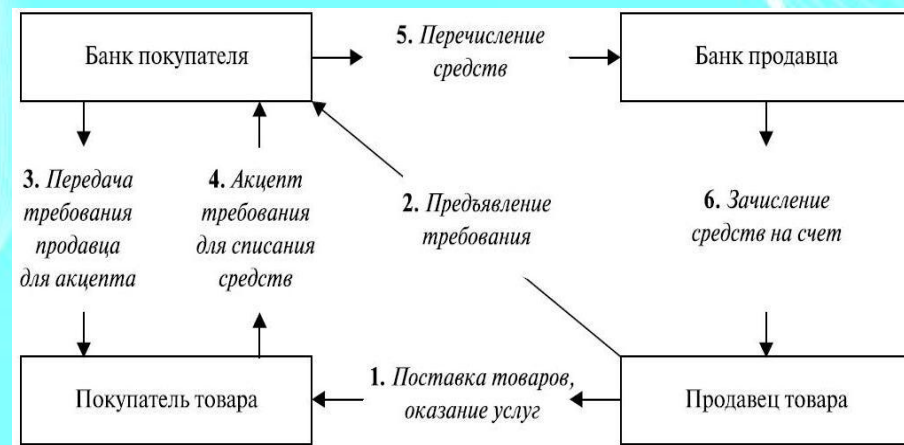 Банк покупателя
5. Перечисление
средств
Банк продавца
3. Передача
требования
продавца
для акцепта
4. Акцепт
требования
для списания
средств
2. Предъявление
требования
6. Зачисление
средств на счет
Покупатель товара
1. Поставка товаров,
оказание услуг
Продавец товара